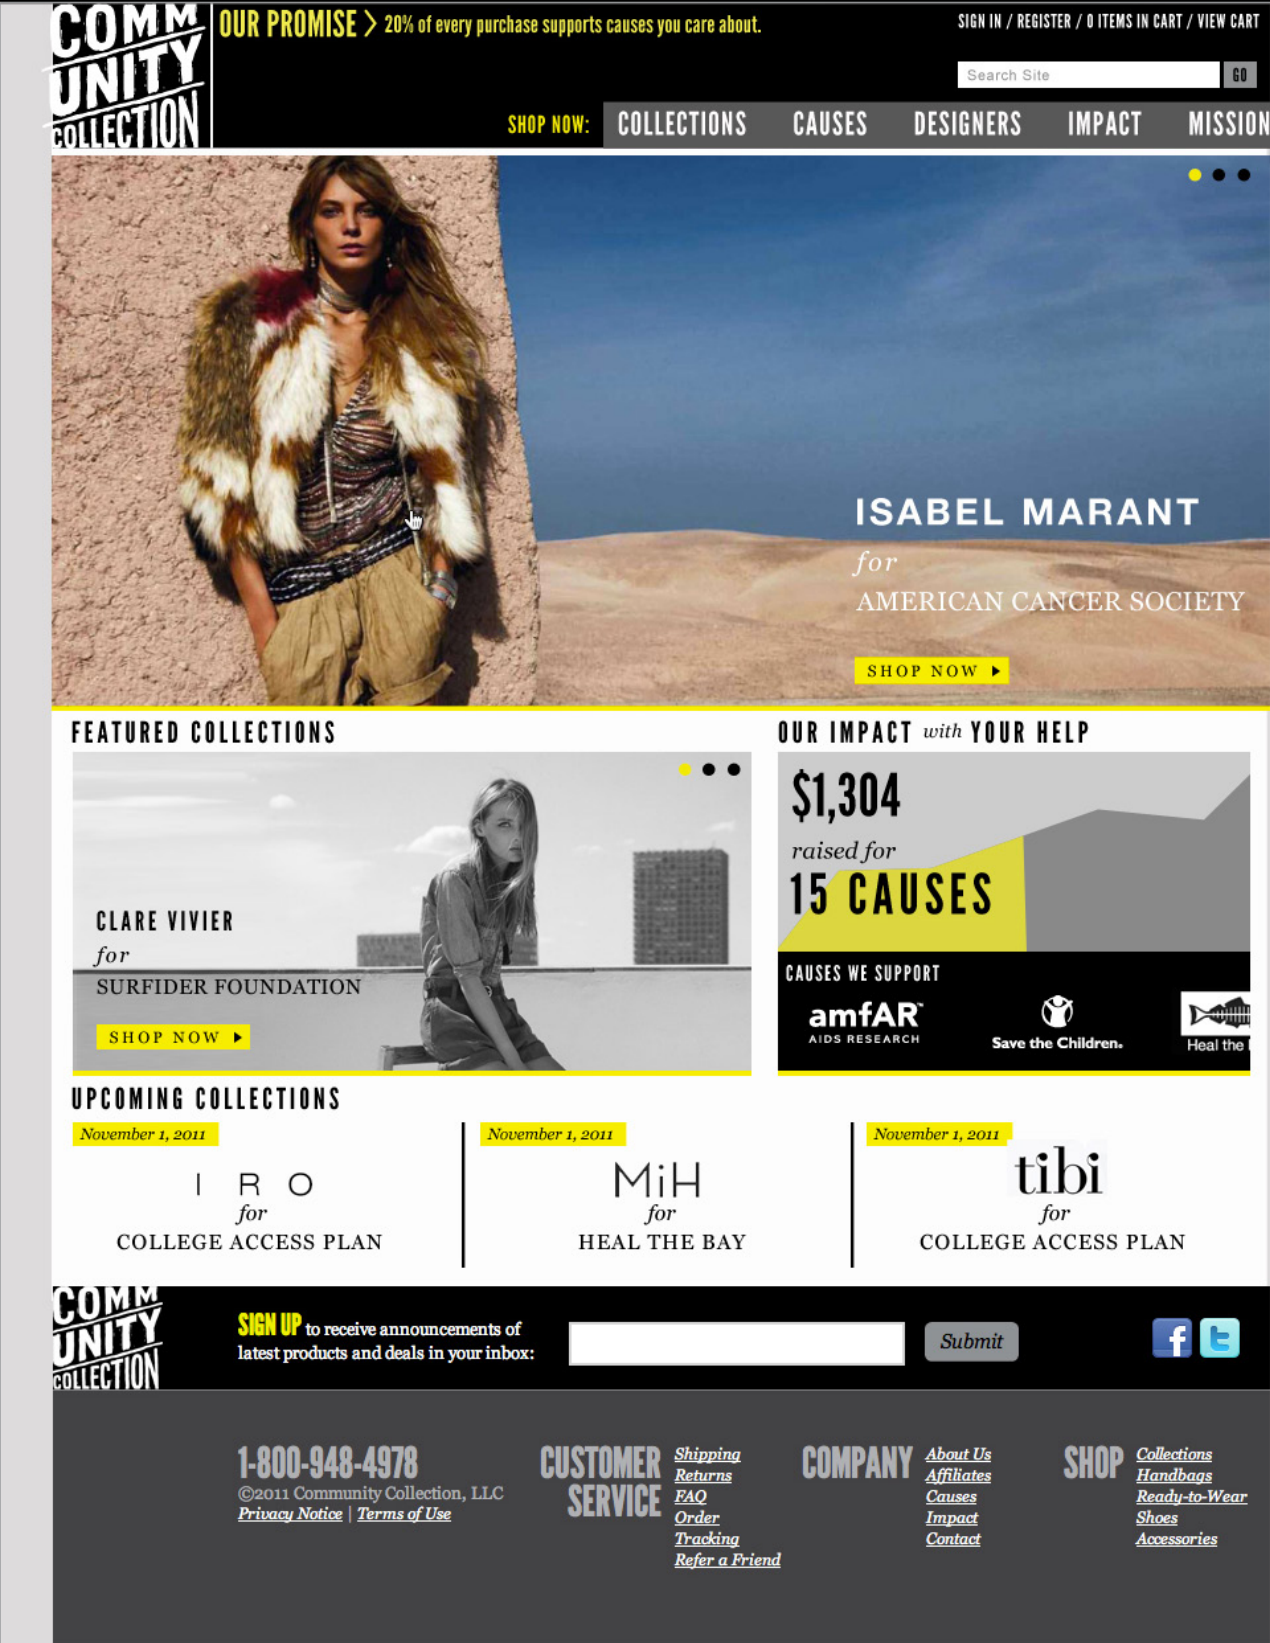 COMM
UNITY
COLLECTION
OUR PROMISE > 20% of every purchase supports causes you care about.
SIGN IN / REGISTER / 0 ITEMS IN CART / VIEW CART
Search Site
GO
SHOP NOW: COLLECTIONS CAUSES DESIGNERS IMPACT MISSION
ISABEL MARANT
for
AMERICAN CANCER SOCIETY
SHOP NOW
FEATURED COLLECTIONS
CLARE VIVIER
for
SURFIDER FOUNDATION
SHOP NOW
OUR IMPACT with YOUR HELP
$1,304
raised for
15 CAUSES
CAUSES WE SUPPORT
amfAR™
AIDS RESEARCH
Save the Children.
Heal the
UPCOMING COLLECTIONS
November 1, 2011
IRO
for
COLLEGE ACCESS PLAN
November 1, 2011
MiH
for
HEAL THE BAY
November 1, 2011
tibi
for
COLLEGE ACCESS PLAN
COMM
UNITY
COLLECTION
SIGN UP to receive announcements of
latest products and deals in your inbox:
Submit
f
t
1-800-948-4978
©2011 Community Collection, LLC
Privacy Notice | Terms of Use
CUSTOMER
SERVICE
Shipping
Returns
FAQ
Order
Tracking
Refer a Friend
COMPANY
About Us
Affiliates
Causes
Impact
Contact
SHOP
Collections
Handbags
Ready-to-Wear
Shoes
Accessories